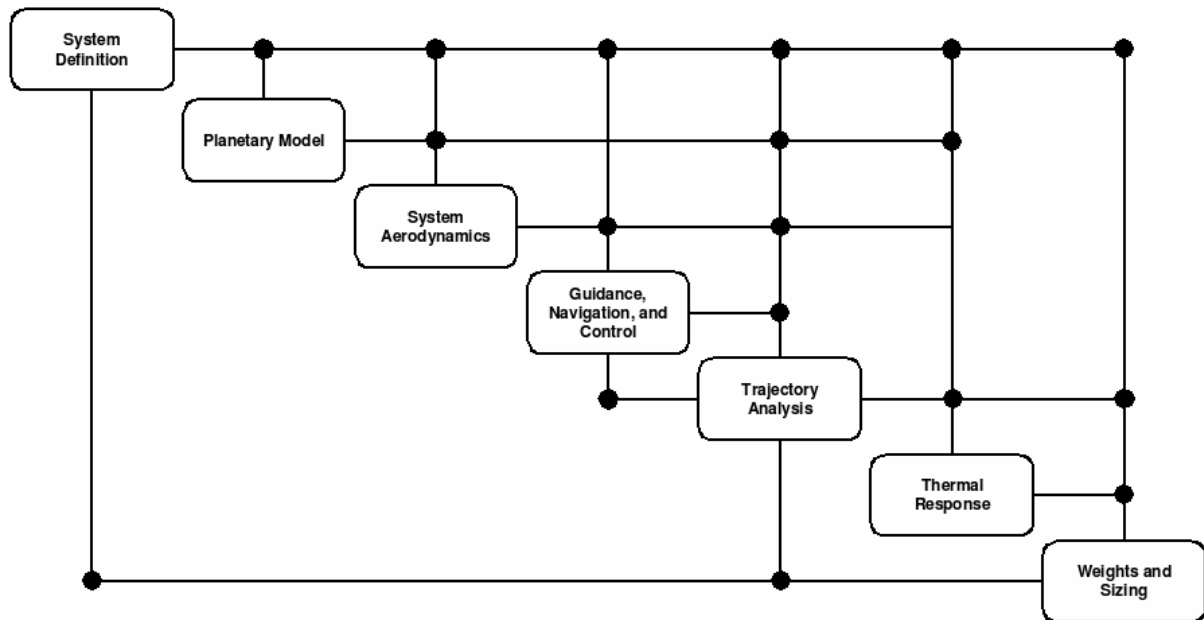 System
Definition
Planetary Model
System
Aerodynamics
Guidance,
Navigation, and
Control
Trajectory
Analysis
Thermal
Response
Weights and
Sizing